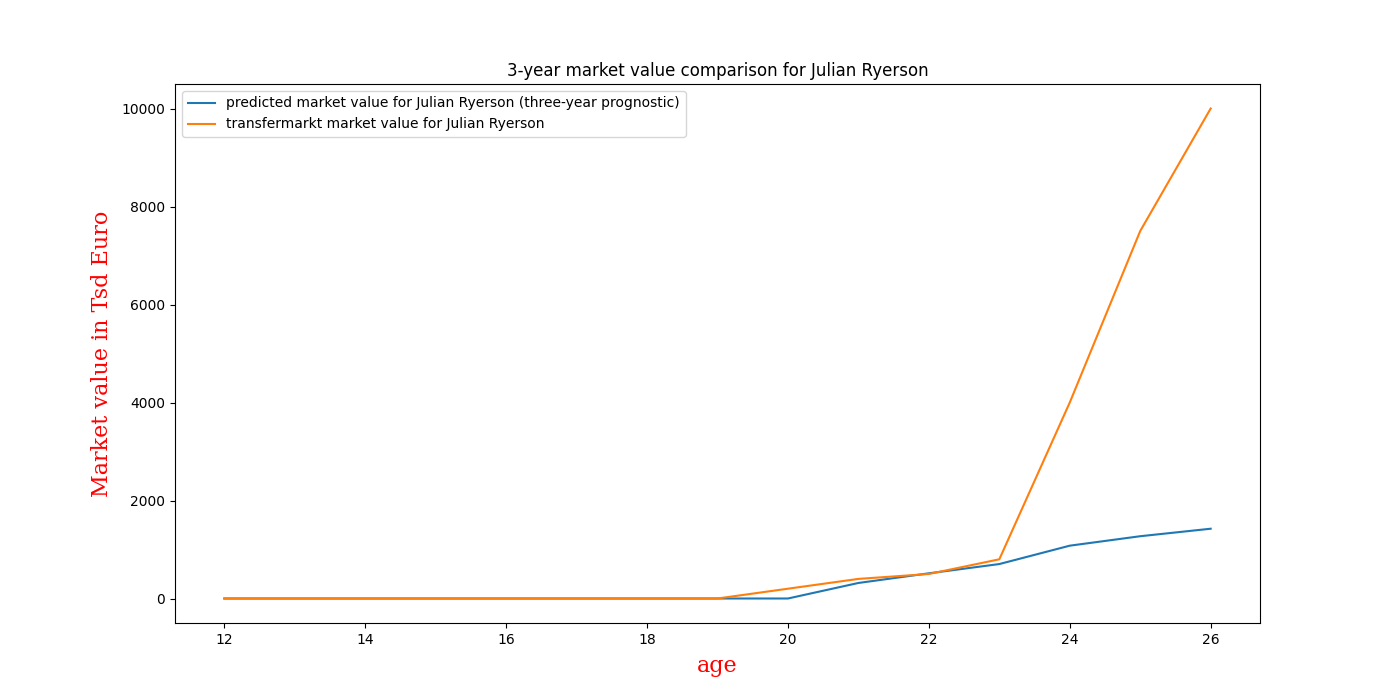 3-year market value comparison for Julian Ryerson
predicted market value for Julian Ryerson (three-year prognostic)
transfermarkt market value for Julian Ryerson
10000
8000
6000
4000
2000
0
Market value in Tsd Euro
12 14 16 18 20 22 24 26
age